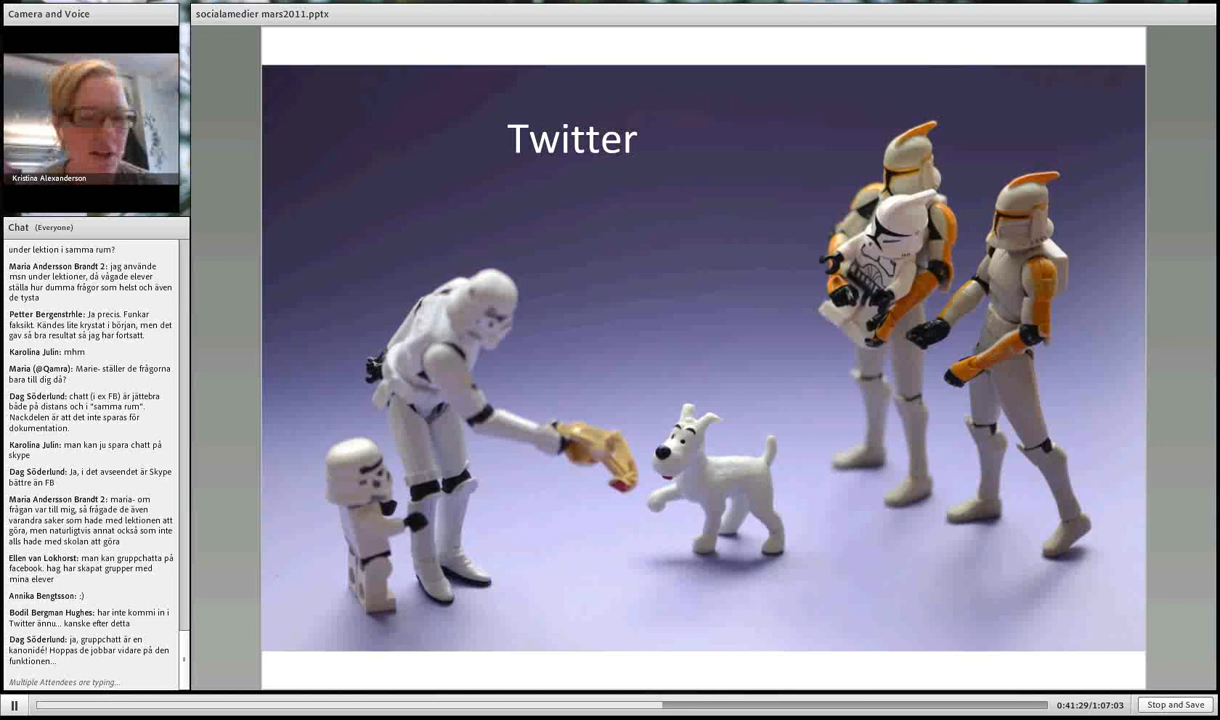 Camera and Voice
socialamedier mars2011.pptx
Kristina Alexanderson
Twitter
Chat (Everyone)
under lektion i samma rum?
Maria Andersson Brandt 2: jag använde
msn under lektioner, då vågade elever
ställa hur dumma frågor som helst och även
de tysta
Petter Bergenstrhle: Ja precis. Funkar
faksikt. Kändes lite krystat i början, men det
gav så bra resultat så jag har fortsatt.
Karolina Julin: mhm
Maria (@Qamra): Marie- ställer de frågorna
bara till dig då?
Dag Söderlund: chatt (i ex FB) är jättebra
både på distans och i "samma rum".
Nackdelen är att det inte sparas för
dokumentation.
Karolina Julin: man kan ju spara chatt på
skype
Dag Söderlund: Ja, i det avseendet är Skype
bättre än FB
Maria Andersson Brandt 2: maria- om
frågan var till mig, så frågade de även
varandra saker som hade med lektionen att
göra, men naturligtvis annat också som inte
alls hade med skolan att göra
Ellen van Lokhorst: man kan gruppchatta på
facebook. hag har skapat grupper med
mina elever
Annika Bengtsson: :)
Bodil Bergman Hughes: har inte kommi in i
Twitter ännu... kanske efter detta
Dag Söderlund: ja, gruppchatt är en
kanonidé! Hoppas de jobbar vidare på den
funktionen...
Multiple Attendees are typing...
0:41:29/1:07:03
Stop and Save